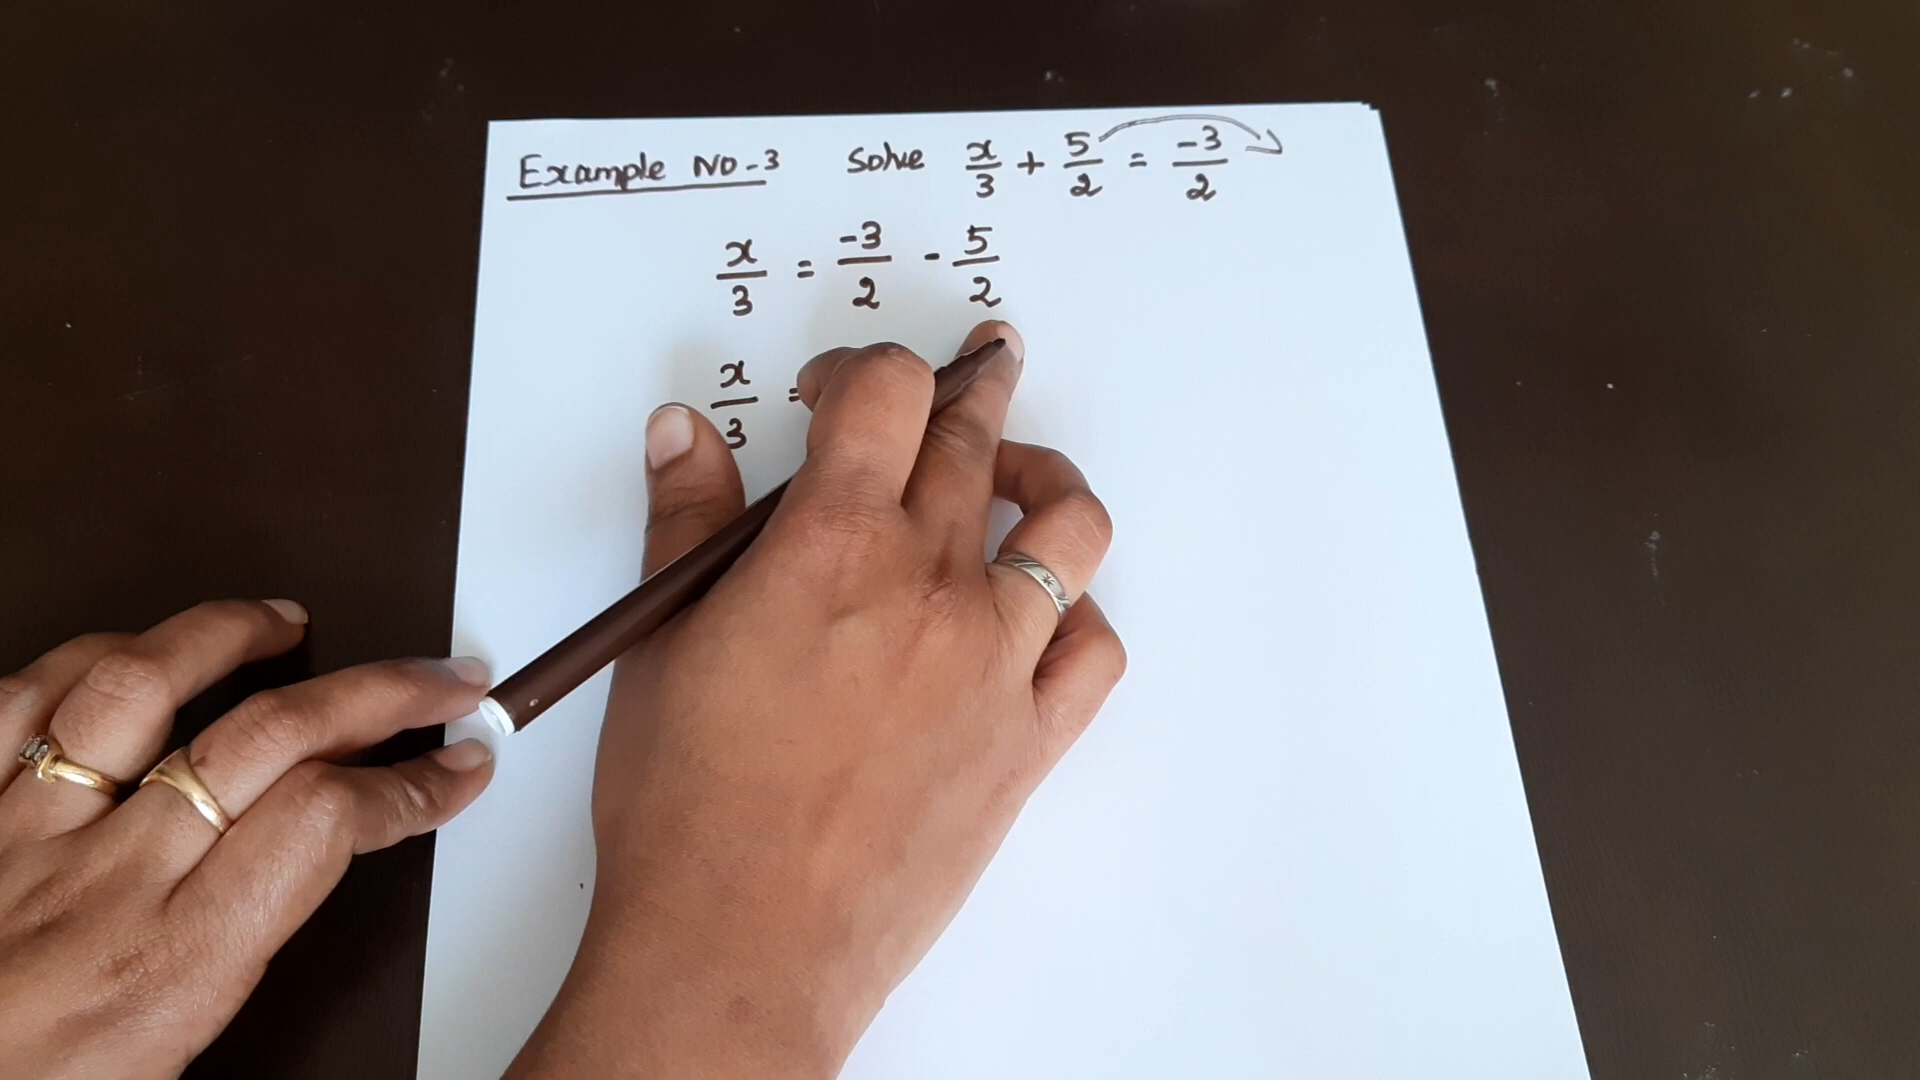 Example NO-3 Solve x/3 + 5/2 = -3/2
x/3 = -3/2 - 5/2
x/3 =